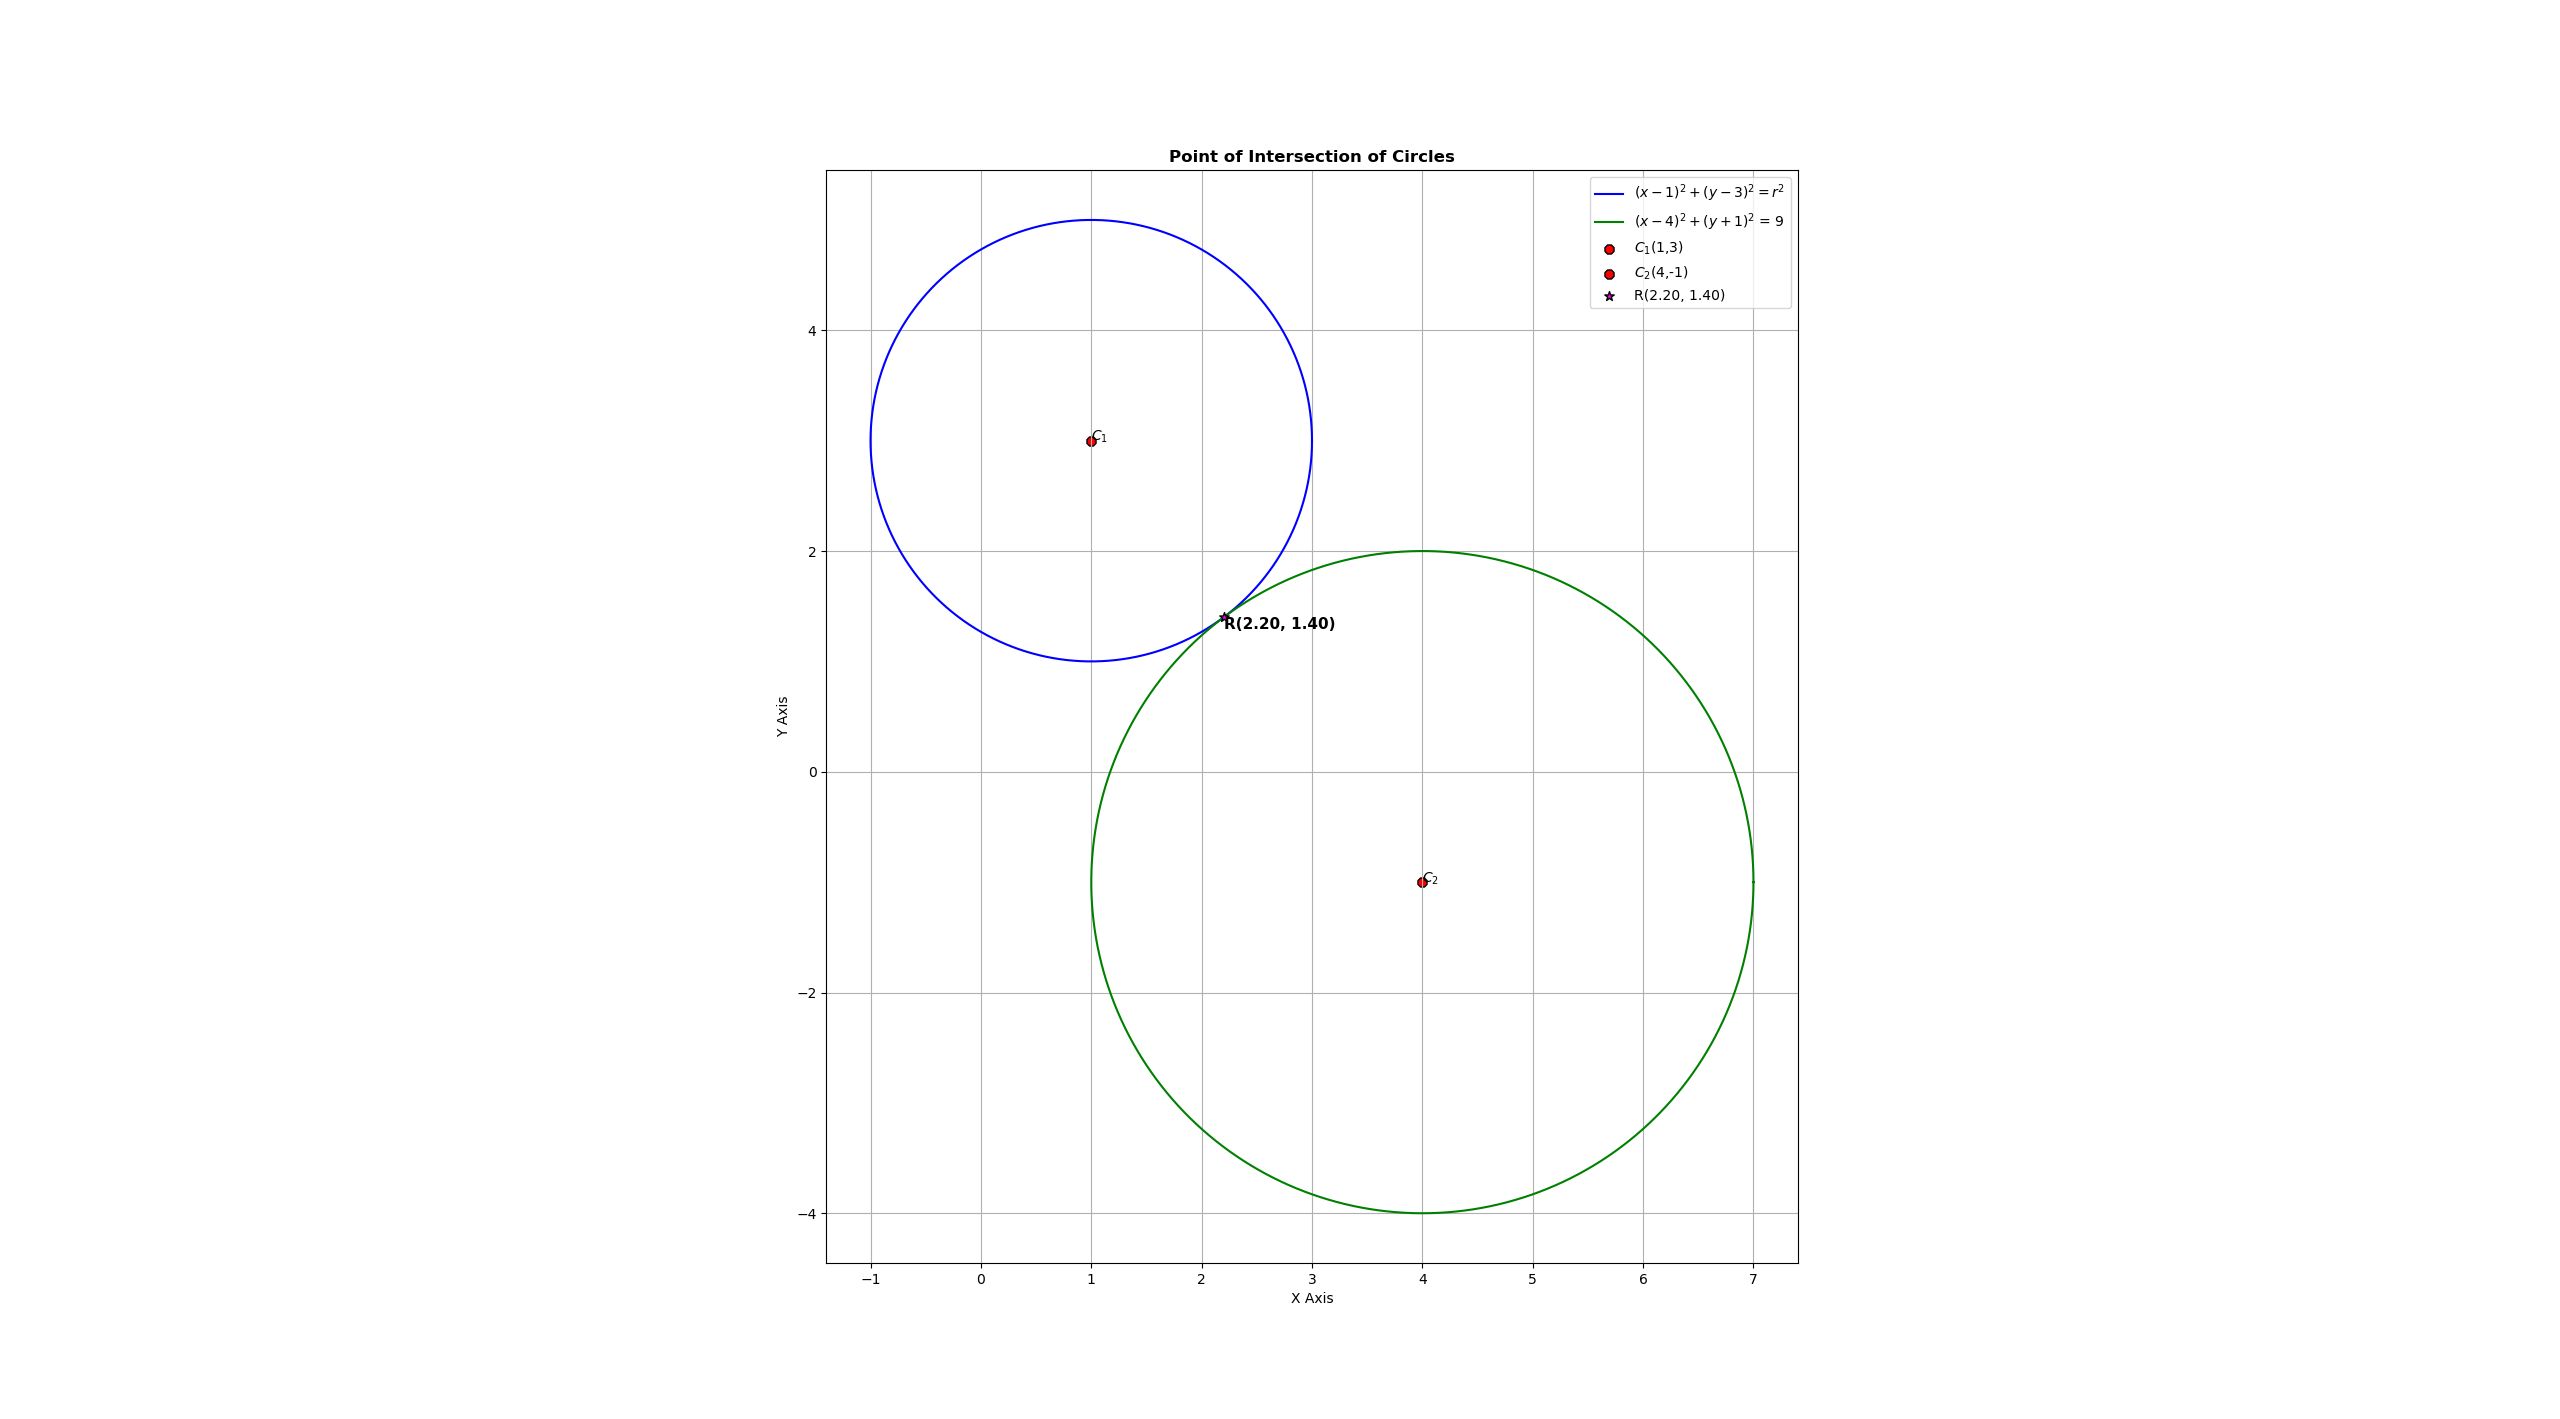 Point of Intersection of Circles
(x − 1)² + (y − 3)² = r²
(x − 4)² + (y + 1)² = 9
C₁(1,3)
C₂(4,-1)
R(2.20, 1.40)
4
C₁
2
R(2.20, 1.40)
Y Axis
0
C₂
−2
−4
−1 0 1 2 3 4 5 6 7
X Axis